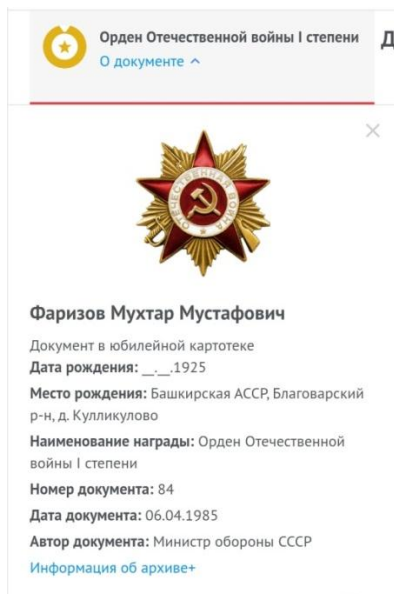 Орден Отечественной войны I степени
Д
О документе
ОТЕЧЕСТВЕННАЯ ВОЙНА
Фаризов Мухтар Мустафович
Документ в юбилейной картотеке
Дата рождения: __.__.1925
Место рождения: Башкирская АССР, Благоварский
р-н, д. Кулликулово
Наименование награды: Орден Отечественной
войны I степени
Номер документа: 84
Дата документа: 06.04.1985
Автор документа: Министр обороны СССР
Информация об архиве+